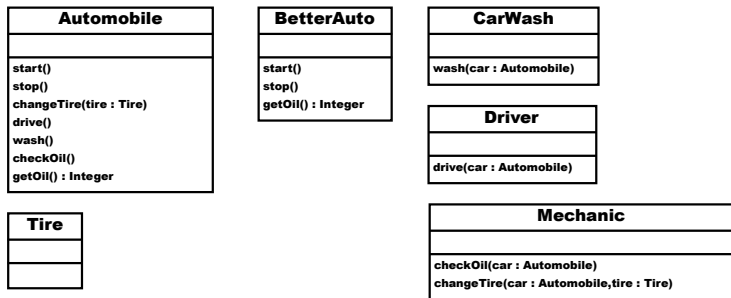 Automobile
start()
stop()
changeTire(tire : Tire)
drive()
wash()
checkOil()
getOil() : Integer
Tire
BetterAuto
start()
stop()
getOil() : Integer
CarWash
wash(car : Automobile)
Driver
drive(car : Automobile)
Mechanic
checkOil(car : Automobile)
changeTire(car : Automobile,tire : Tire)